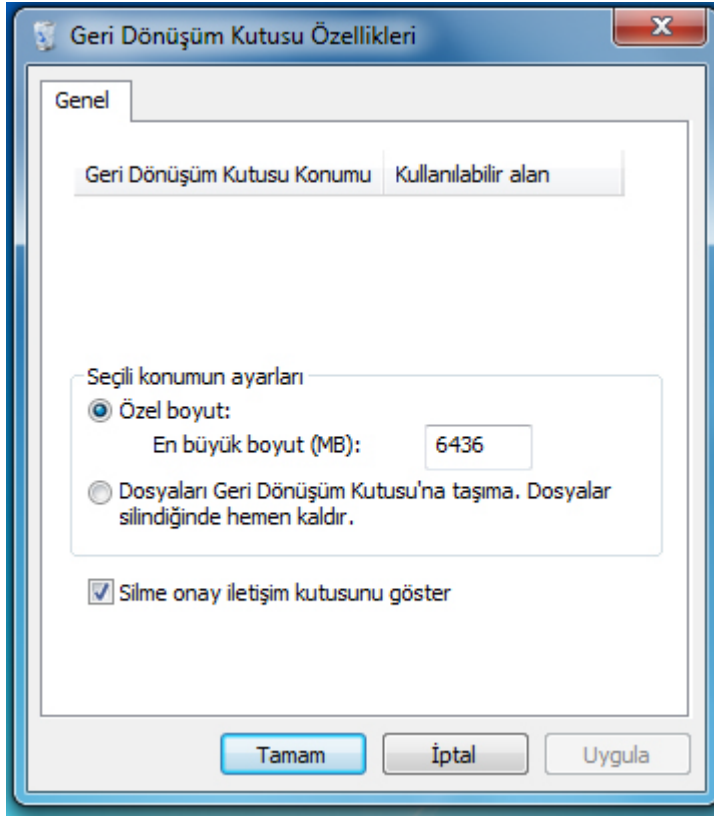 Geri Dönüşüm Kutusu Özellikleri
Genel
Geri Dönüşüm Kutusu Konumu Kullanılabilir alan
Seçili konumun ayarları
Özel boyut:
En büyük boyut (MB): 6436
Dosyaları Geri Dönüşüm Kutusu'na taşıma. Dosyalar
silindiğinde hemen kaldır.
Silme onay iletişim kutusunu göster
Tamam İptal Uygula